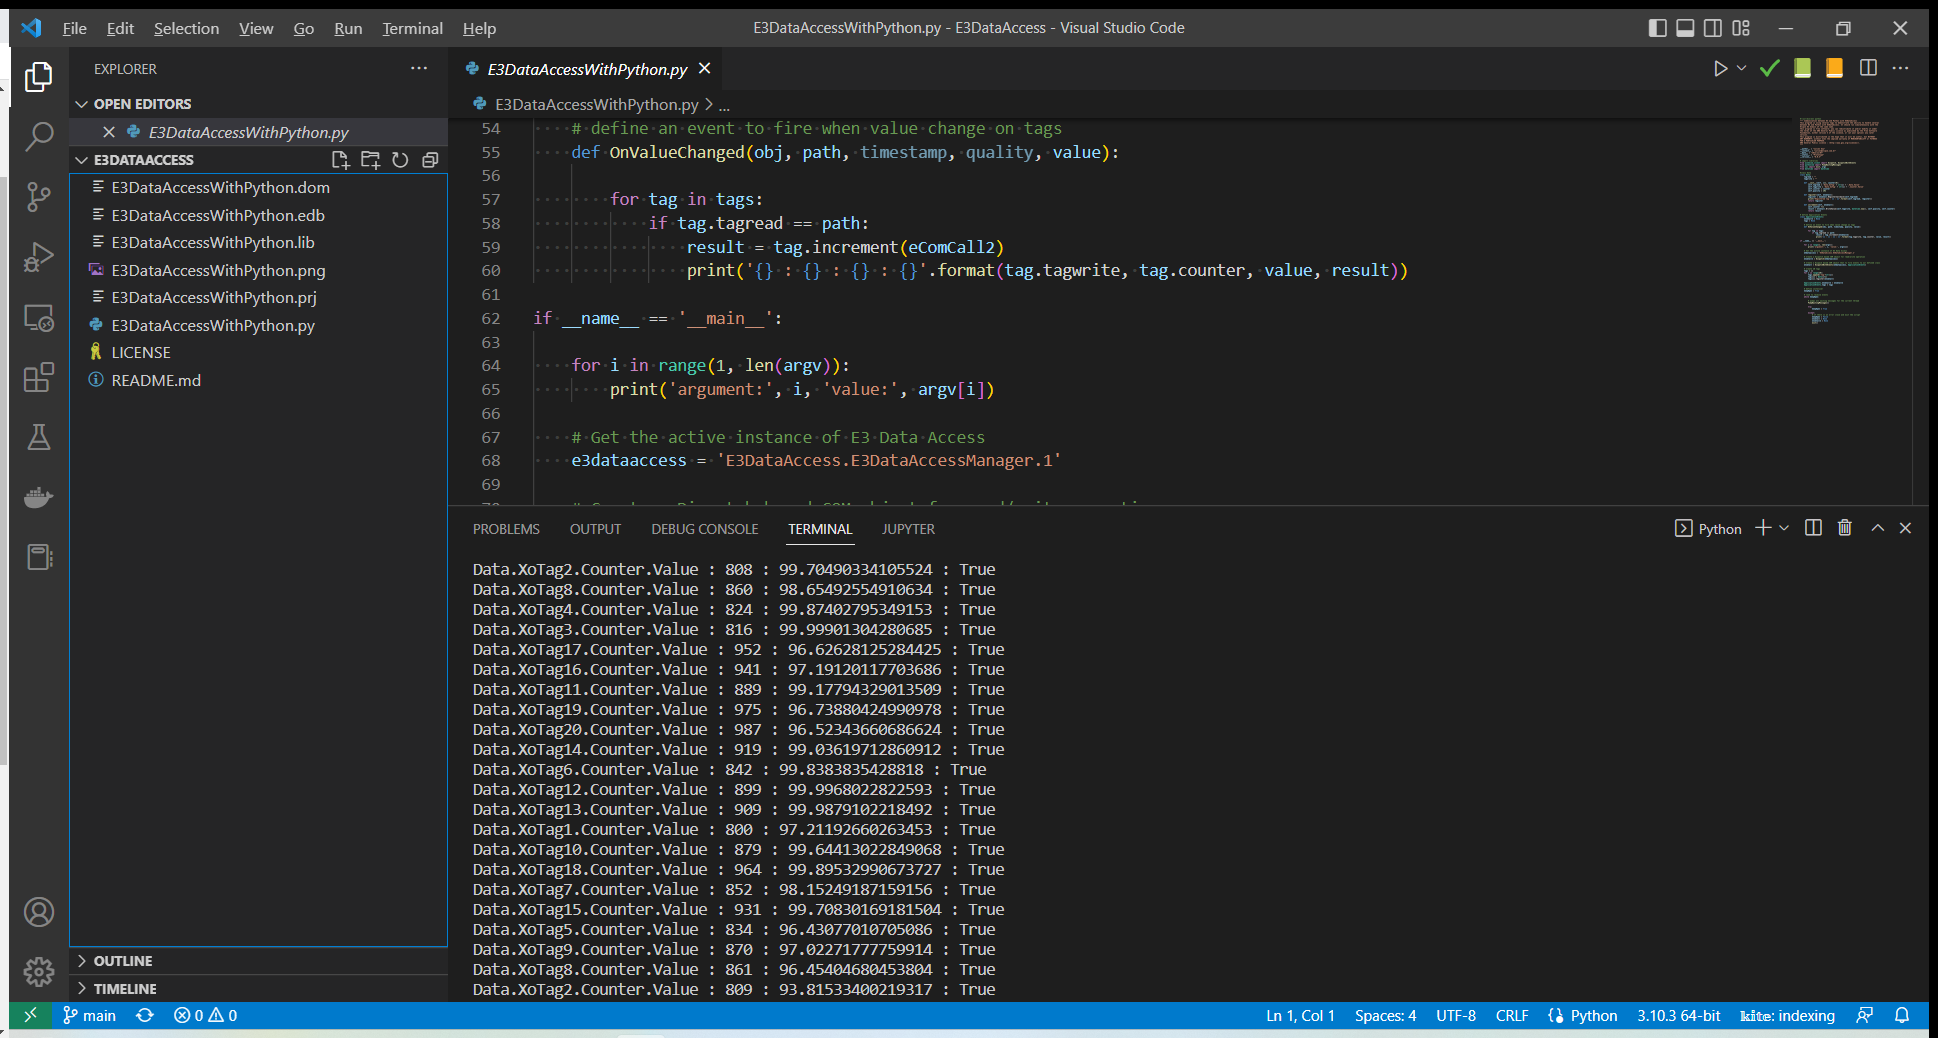 File Edit Selection View Go Run Terminal Help
E3DataAccessWithPython.py - E3DataAccess - Visual Studio Code
EXPLORER
OPEN EDITORS
E3DataAccessWithPython.py
E3DATAACCESS
E3DataAccessWithPython.dom
E3DataAccessWithPython.edb
E3DataAccessWithPython.lib
E3DataAccessWithPython.png
E3DataAccessWithPython.prj
E3DataAccessWithPython.py
LICENSE
README.md
OUTLINE
TIMELINE
E3DataAccessWithPython.py
E3DataAccessWithPython.py > ...
54 # define an event to fire when value change on tags
55 def OnValueChanged(obj, path, timestamp, quality, value):
56
57 for tag in tags:
58 if tag.tagread == path:
59 result = tag.increment(eComCall2)
60 print('{} : {} : {} : {}'.format(tag.tagwrite, tag.counter, value, result))
61
62 if __name__ == '__main__':
63
64 for i in range(1, len(argv)):
65 print('argument:', i, 'value:', argv[i])
66
67 # Get the active instance of E3 Data Access
68 e3dataaccess = 'E3DataAccess.E3DataAccessManager.1'
69
PROBLEMS OUTPUT DEBUG CONSOLE TERMINAL JUPYTER
Python
Data.XoTag2.Counter.Value : 808 : 99.70490334105524 : True
Data.XoTag8.Counter.Value : 860 : 98.65492554910634 : True
Data.XoTag4.Counter.Value : 824 : 99.87402795349153 : True
Data.XoTag3.Counter.Value : 816 : 99.99901304280685 : True
Data.XoTag17.Counter.Value : 952 : 96.62628125284425 : True
Data.XoTag16.Counter.Value : 941 : 97.19120117703686 : True
Data.XoTag11.Counter.Value : 889 : 99.17794329013509 : True
Data.XoTag19.Counter.Value : 975 : 96.73880424990978 : True
Data.XoTag20.Counter.Value : 987 : 96.52343660686624 : True
Data.XoTag14.Counter.Value : 919 : 99.03619712860912 : True
Data.XoTag6.Counter.Value : 842 : 99.8383835428818 : True
Data.XoTag12.Counter.Value : 899 : 99.9968022822593 : True
Data.XoTag13.Counter.Value : 909 : 99.9879102218492 : True
Data.XoTag1.Counter.Value : 800 : 97.21192660263453 : True
Data.XoTag10.Counter.Value : 879 : 99.64413022849068 : True
Data.XoTag18.Counter.Value : 964 : 99.89532990673727 : True
Data.XoTag7.Counter.Value : 852 : 98.15249187159156 : True
Data.XoTag15.Counter.Value : 931 : 99.70830169181504 : True
Data.XoTag5.Counter.Value : 834 : 96.43077010705086 : True
Data.XoTag9.Counter.Value : 870 : 97.02271777759914 : True
Data.XoTag8.Counter.Value : 861 : 96.45404680453804 : True
Data.XoTag2.Counter.Value : 809 : 93.81533400219317 : True
main 0 0 Ln 1, Col 1 Spaces: 4 UTF-8 CRLF Python 3.10.3 64-bit kite: indexing